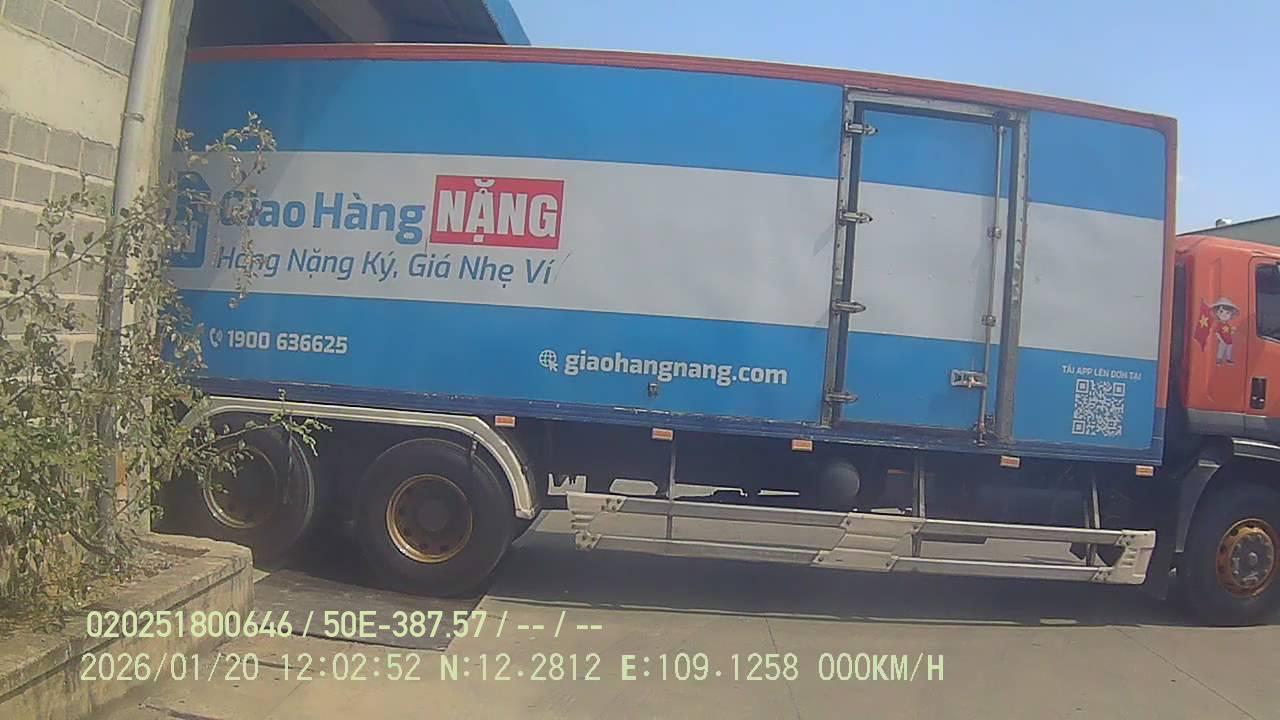 Giao Hàng NẶNG
Hàng Nặng Ký, Giá Nhẹ Ví
1900 636625
giaohangnang.com
TẢI APP LÊN ĐƠN TẠI
020251800646 / 50E-387.57 / -- / --
2026/01/20 12:02:52 N:12.2812 E:109.1258 000KM/H